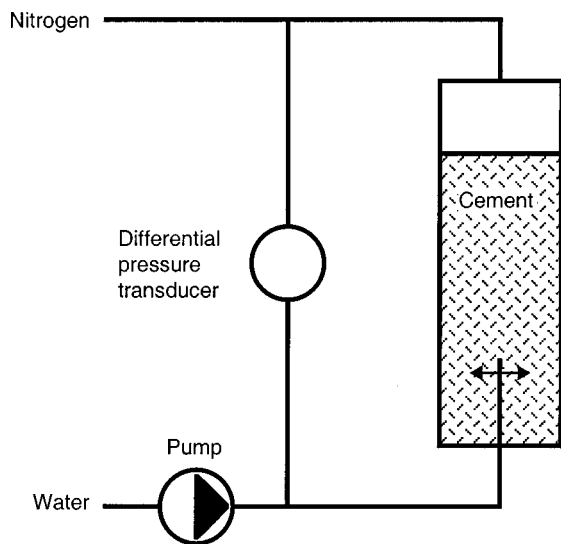 Nitrogen
Cement
Differential
pressure
transducer
Pump
Water